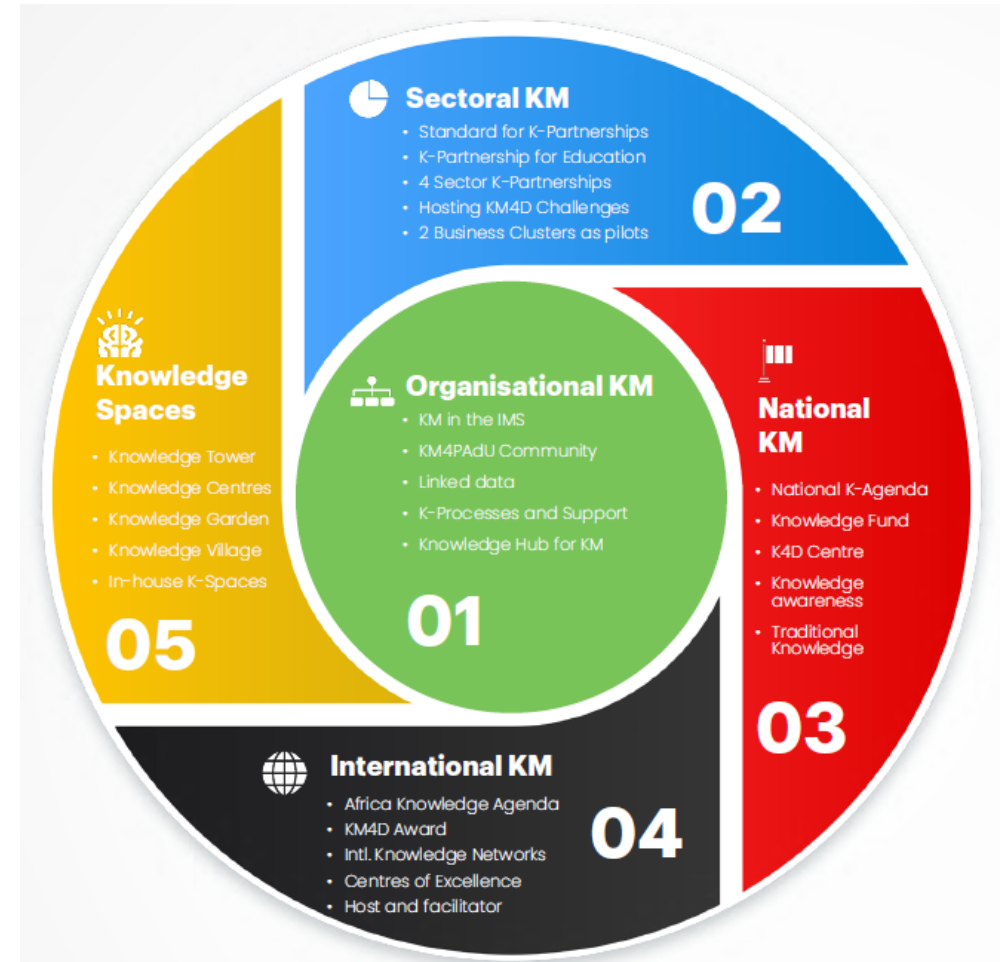 Sectoral KM
• Standard for K-Partnerships
• K-Partnership for Education
• 4 Sector K-Partnerships
• Hosting KM4D Challenges
• 2 Business Clusters as pilots
02
Organisational KM
• KM in the IMS
• KM4PAdU Community
• Linked data
• K-Processes and Support
• Knowledge Hub for KM
01
National
KM
• National K-Agenda
• Knowledge Fund
• K4D Centre
• Knowledge
awareness
• Traditional
Knowledge
03
International KM
• Africa Knowledge Agenda
• KM4D Award
• Intl. Knowledge Networks
• Centres of Excellence
• Host and facilitator
04
Knowledge
Spaces
• Knowledge Tower
• Knowledge Centres
• Knowledge Garden
• Knowledge Village
• In-house K-Spaces
05